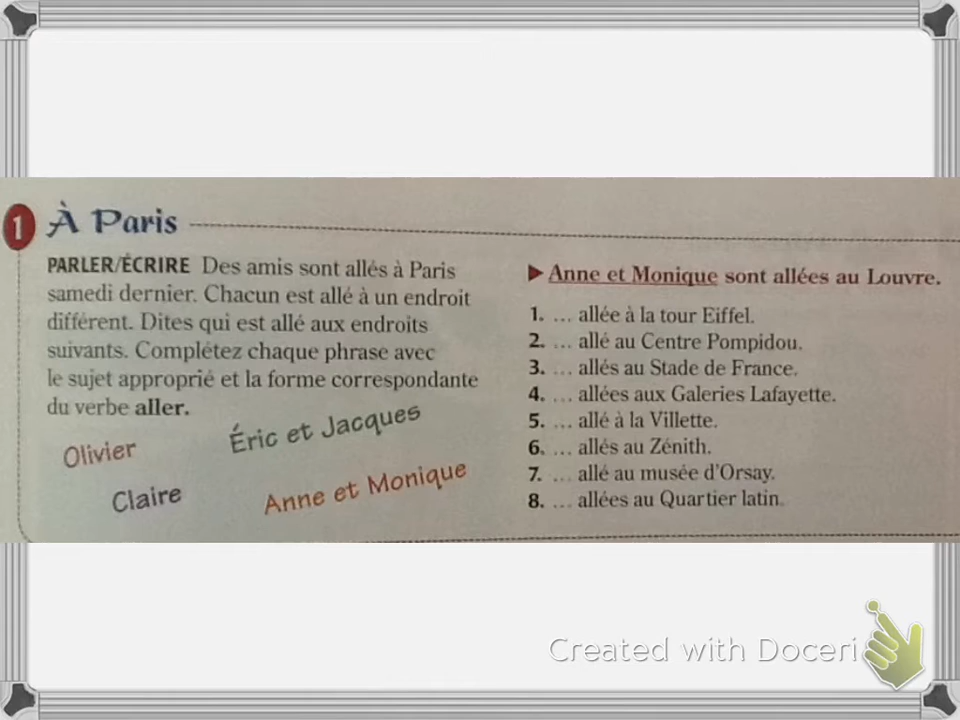 1 À Paris
PARLER/ÉCRIRE Des amis sont allés à Paris
samedi dernier. Chacun est allé à un endroit
différent. Dites qui est allé aux endroits
suivants. Complétez chaque phrase avec
le sujet approprié et la forme correspondante
du verbe aller.
Olivier
Éric et Jacques
Claire
Anne et Monique
▶ Anne et Monique sont allées au Louvre.
1. ... allée à la tour Eiffel.
2. ... allé au Centre Pompidou.
3. ... allés au Stade de France.
4. ... allées aux Galeries Lafayette.
5. ... allé à la Villette.
6. ... allés au Zénith.
7. ... allé au musée d'Orsay.
8. ... allées au Quartier latin.
Created with Doceri